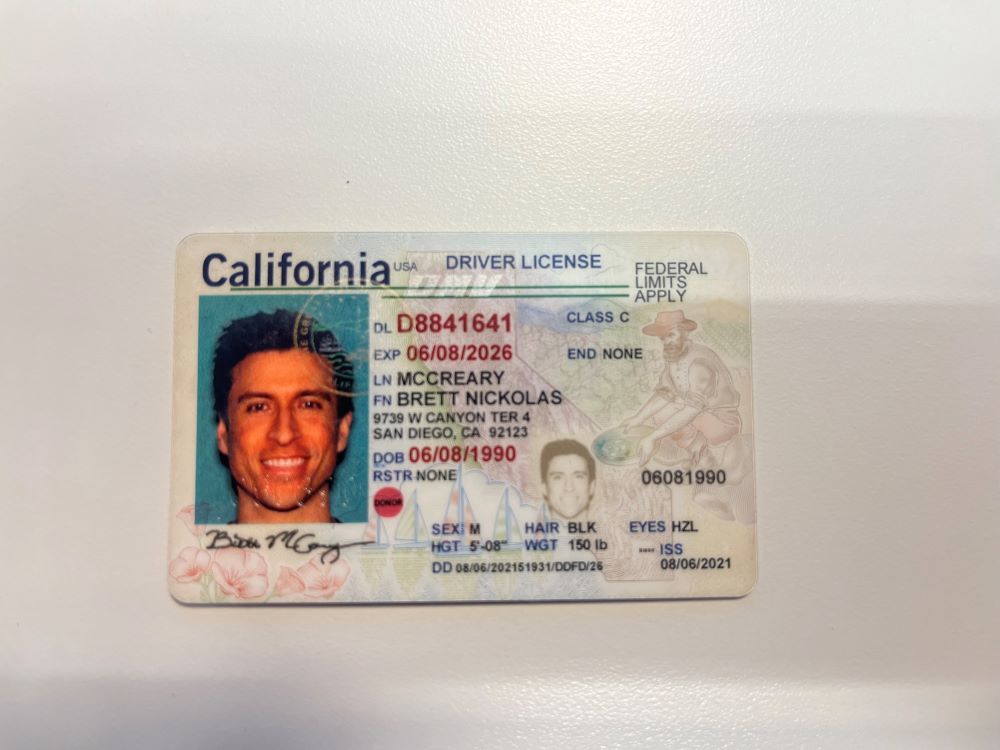 California USA DRIVER LICENSE
FEDERAL
LIMITS
APPLY
DL D8841641 CLASS C
EXP 06/08/2026 END NONE
LN MCCREARY
FN BRETT NICKOLAS
9739 W CANYON TER 4
SAN DIEGO, CA 92123
DOB 06/08/1990
RSTR NONE 06081990
DONOR
SEX M HAIR BLK EYES HZL
HGT 5'-08" WGT 150 lb ISS
DD 08/06/202151931/DDFD/26 08/06/2021